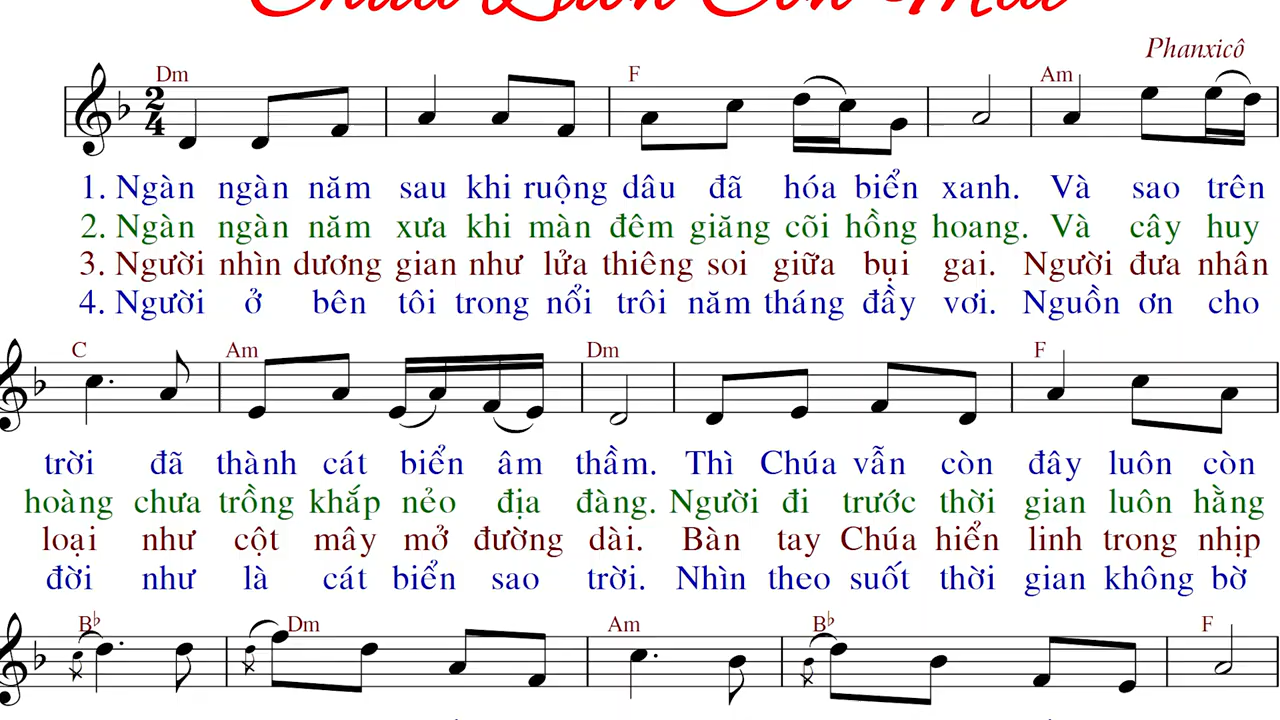 Chúa Luôn Còn Mãi
Phanxicô
Dm F Am
2
4
1. Ngàn ngàn năm sau khi ruộng dâu đã hóa biển xanh. Và sao trên
2. Ngàn ngàn năm xưa khi màn đêm giăng cõi hồng hoang. Và cây huy
3. Người nhìn dương gian như lửa thiêng soi giữa bụi gai. Người đưa nhân
4. Người ở bên tôi trong nổi trôi năm tháng đầy vơi. Nguồn ơn cho
C Am Dm F
trời đã thành cát biển âm thầm. Thì Chúa vẫn còn đây luôn còn
hoàng chưa trồng khắp nẻo địa đàng. Người đi trước thời gian luôn hằng
loại như cột mây mở đường dài. Bàn tay Chúa hiển linh trong nhịp
đời như là cát biển sao trời. Nhìn theo suốt thời gian không bờ
B♭ Dm Am B♭ F